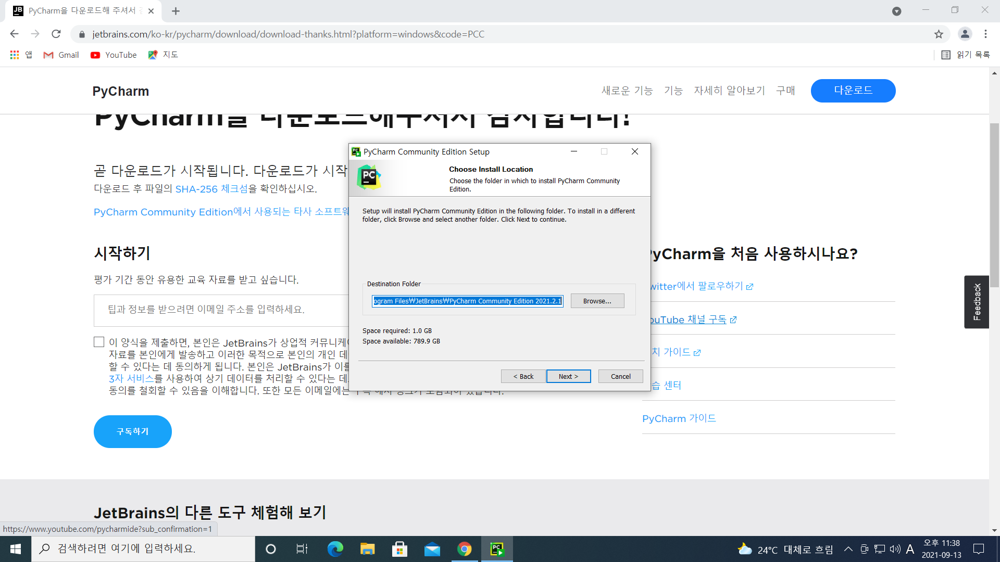 PyCharm을 다운로드해 주셔서
jetbrains.com/ko-kr/pycharm/download/download-thanks.html?platform=windows&code=PCC
앱
Gmail
YouTube
지도
읽기 목록
PyCharm
새로운 기능
기능
자세히 알아보기
구매
다운로드
PyCharm을 다운로드해주셔서 감사합니다!
곧 다운로드가 시작됩니다. 다운로드가 시작
다운로드 후 파일의 SHA-256 체크섬을 확인하십시오.
PyCharm Community Edition에서 사용되는 타사 소프트웨
시작하기
평가 기간 동안 유용한 교육 자료를 받고 싶습니다.
팁과 정보를 받으려면 이메일 주소를 입력하세요.
이 양식을 제출하면, 본인은 JetBrains가 상업적 커뮤니케
자료를 본인에게 발송하고 이러한 목적으로 본인의 개인 데
할 수 있다는 데 동의하게 됩니다. 본인은 JetBrains가 이를
3자 서비스를 사용하여 상기 데이터를 처리할 수 있다는 데
동의를 철회할 수 있음을 이해합니다. 또한 모든 이메일에는
구독하기
PyCharm Community Edition Setup
PC
Choose Install Location
Choose the folder in which to install PyCharm Community
Edition.
Setup will install PyCharm Community Edition in the following folder. To install in a different
folder, click Browse and select another folder. Click Next to continue.
Destination Folder
ogram Files₩JetBrains₩PyCharm Community Edition 2021.2.1
Browse...
Space required: 1.0 GB
Space available: 789.9 GB
< Back
Next >
Cancel
PyCharm을 처음 사용하시나요?
witter에서 팔로우하기
ouTube 채널 구독
치 가이드
습 센터
PyCharm 가이드
Feedback
JetBrains의 다른 도구 체험해 보기
https://www.youtube.com/pycharmide?sub_confirmation=1
검색하려면 여기에 입력하세요.
24°C 대체로 흐림
A
오후 11:38
2021-09-13